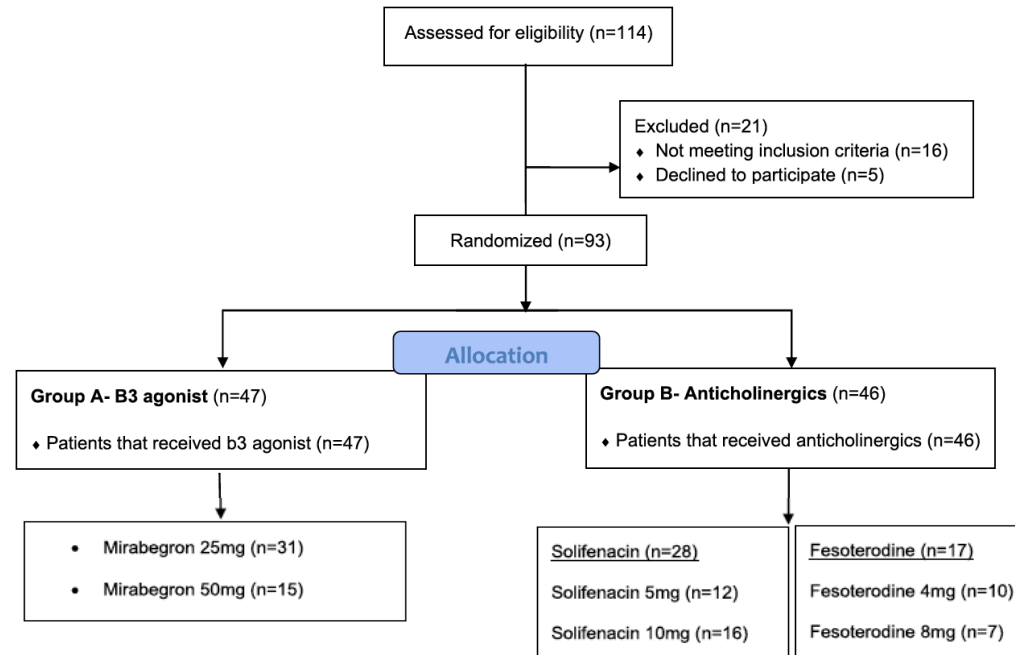 Assessed for eligibility (n=114)
Excluded (n=21)
♦ Not meeting inclusion criteria (n=16)
♦ Declined to participate (n=5)
Randomized (n=93)
Allocation
Group A- B3 agonist (n=47)
♦ Patients that received b3 agonist (n=47)
Group B- Anticholinergics (n=46)
♦ Patients that received anticholinergics (n=46)
• Mirabegron 25mg (n=31)
• Mirabegron 50mg (n=15)
Solifenacin (n=28)
Solifenacin 5mg (n=12)
Solifenacin 10mg (n=16)
Fesoterodine (n=17)
Fesoterodine 4mg (n=10)
Fesoterodine 8mg (n=7)